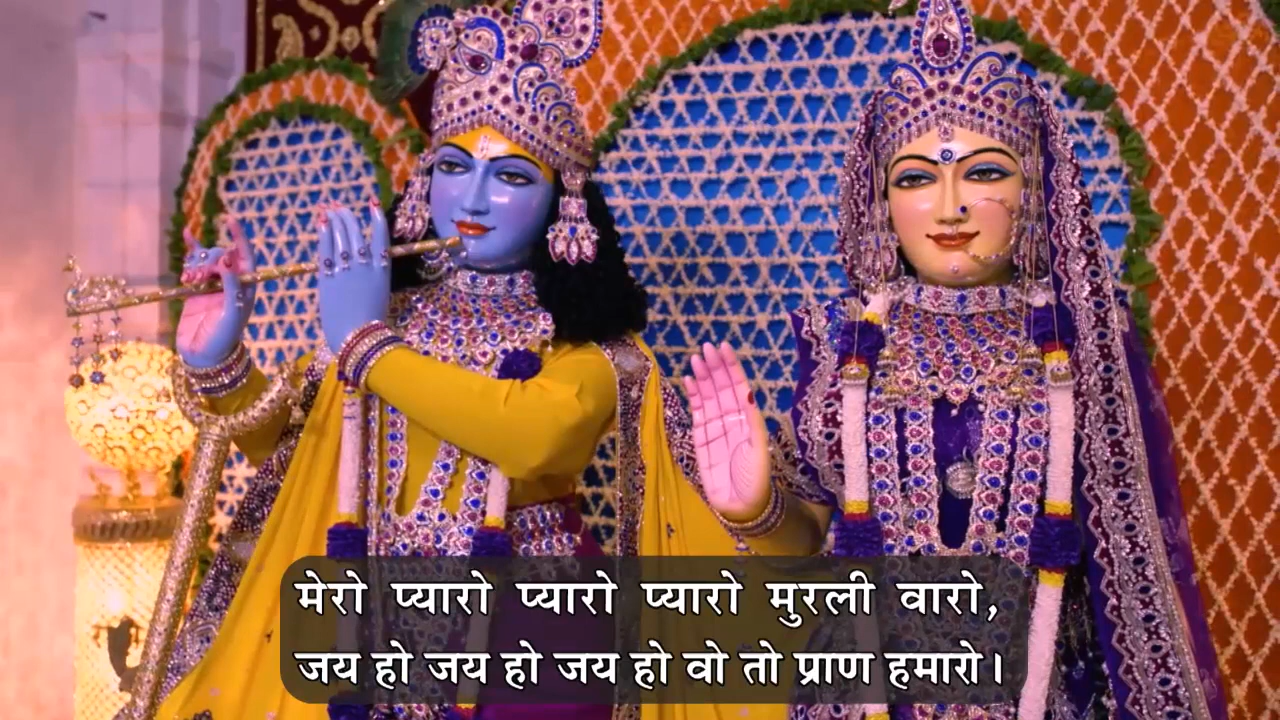 मेरो प्यारो प्यारो प्यारो मुरली वारो,
जय हो जय हो जय हो वो तो प्राण हमारो।